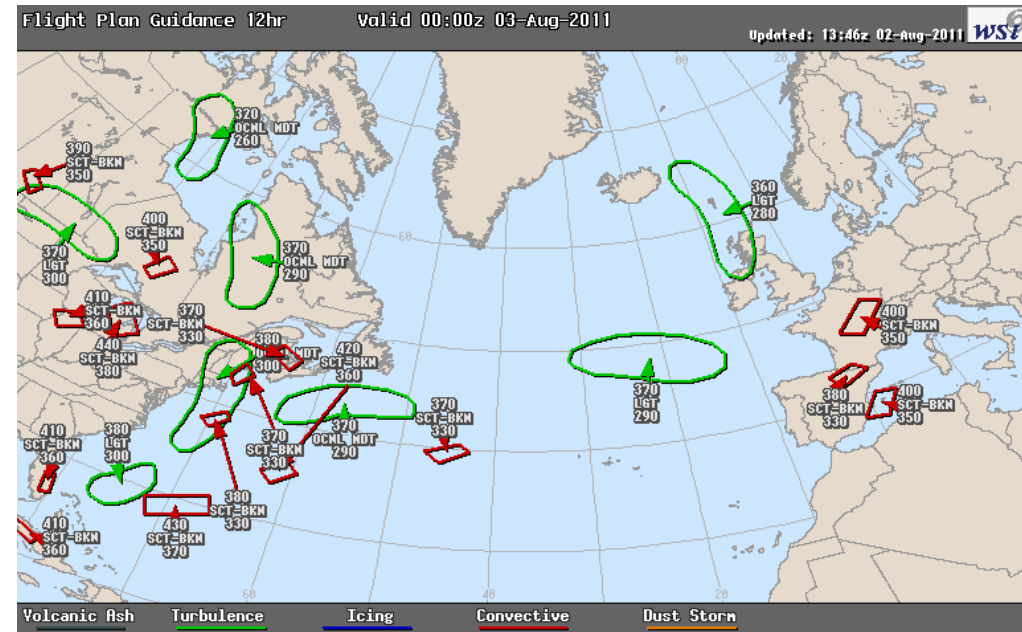 Flight Plan Guidance 12hr
Valid 00:00z 03-Aug-2011
Updated: 13:46z 02-Aug-2011
WSI
00
20
320
OCNL MDT
260
390
SCT-BKN
350
360
LGT
280
400
SCT-BKN
350
60
370
LGT
300
370
OCNL MDT
290
410
SCT-BKN
360
370
SCT-BKN
330
400
SCT-BKN
350
440
SCT-BKN
380
380
MDT
300
420
SCT-BKN
360
370
LGT
290
380
SCT-BKN
330
400
SCT-BKN
350
370
SCT-BKN
330
410
SCT-BKN
360
380
LGT
300
370
OCNL MDT
290
370
SCT-BKN
330
380
SCT-BKN
330
410
SCT-BKN
360
430
SCT-BKN
370
60
40
20
Volcanic Ash
Turbulence
Icing
Convective
Dust Storm